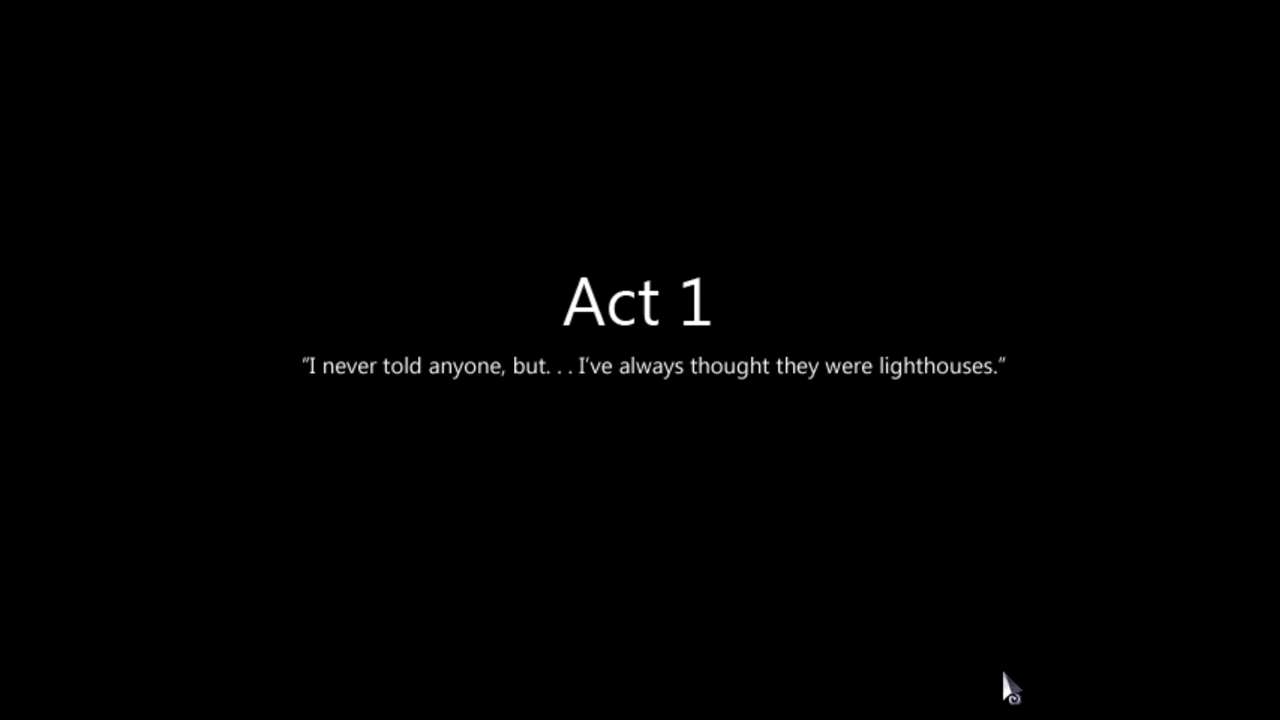 Act 1
“I never told anyone, but. . . I’ve always thought they were lighthouses.”